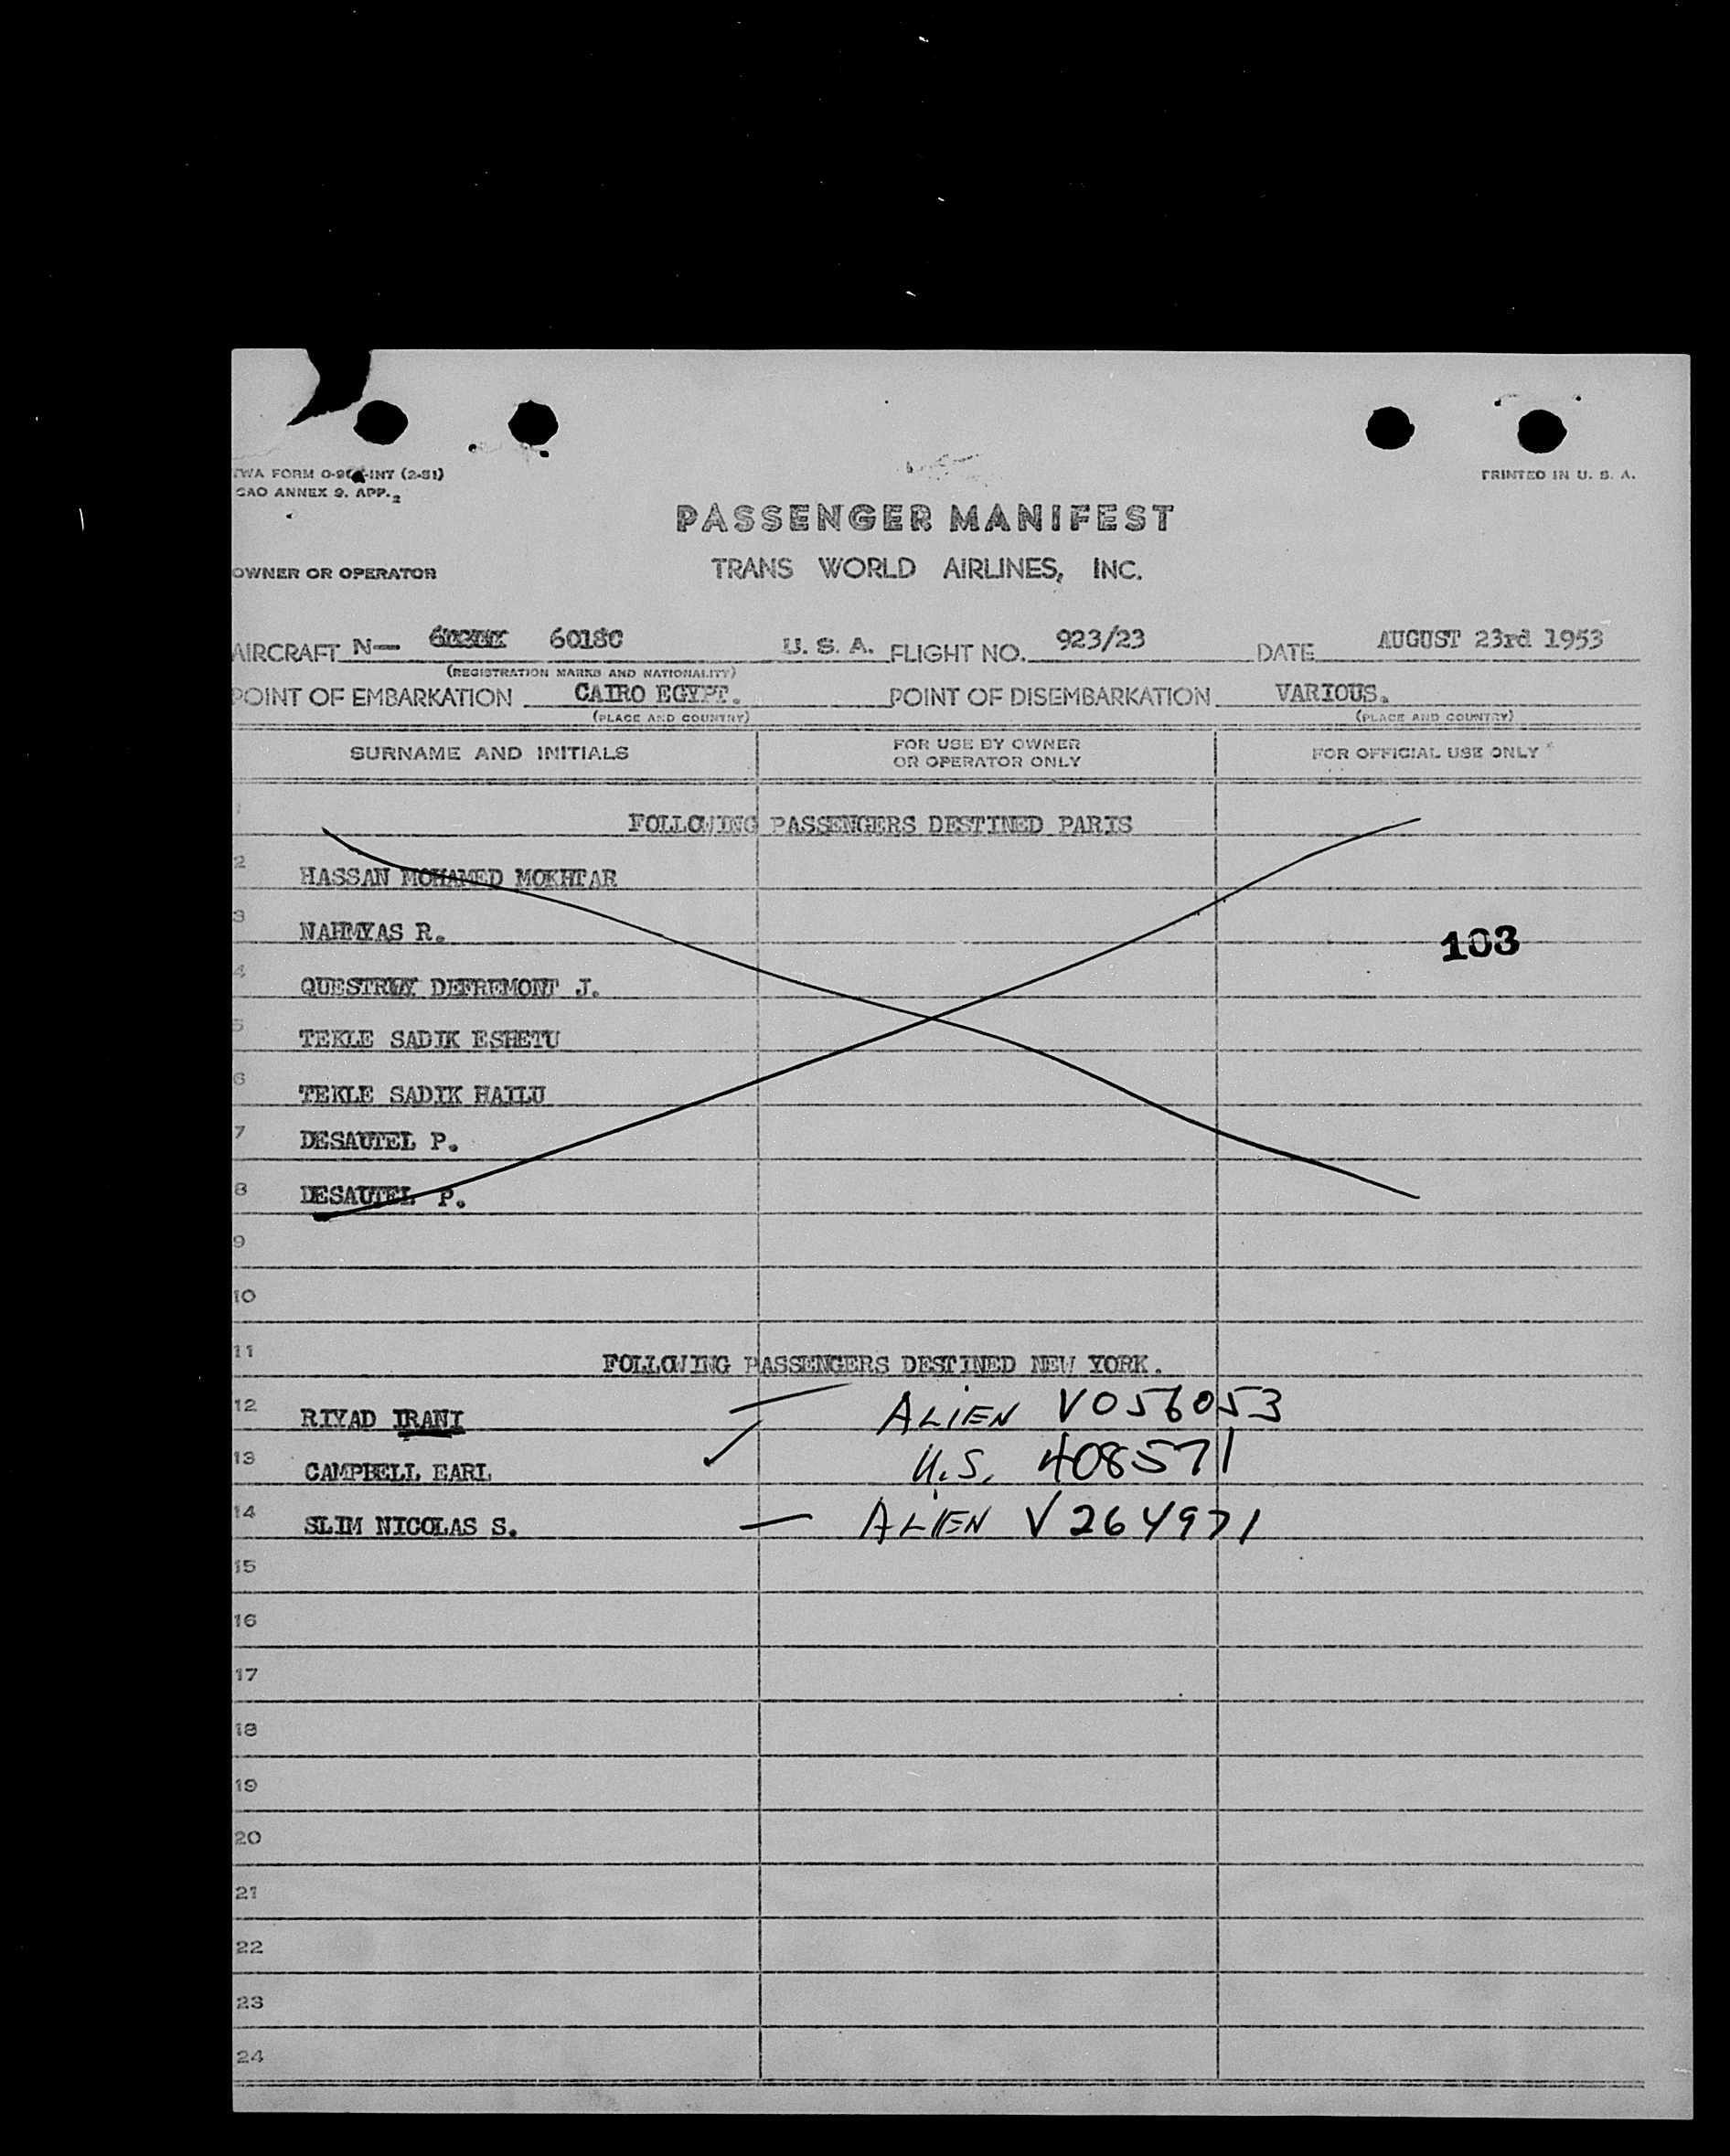 TWA FORM O-90-INT (2-51)
CAO ANNEX 9. APP. 2
PRINTED IN U. S. A.
PASSENGER MANIFEST
OWNER OR OPERATOR TRANS WORLD AIRLINES, INC.
AIRCRAFT N— 6018C U. S. A. FLIGHT NO. 923/23 DATE AUGUST 23rd 1953
(REGISTRATION MARKS AND NATIONALITY)
POINT OF EMBARKATION CAIRO EGYPT. POINT OF DISEMBARKATION VARIOUS.
(PLACE AND COUNTRY) (PLACE AND COUNTRY)
SURNAME AND INITIALS FOR USE BY OWNER OR OPERATOR ONLY FOR OFFICIAL USE ONLY
1 FOLLOWING PASSENGERS DESTINED PARIS
2 HASSAN MOHAMED MOKHTAR
3 NAHMYAS R. 103
4 DEFREMONT J.
5 TEKLE SADIK ESHETU
6 TEKLE SADIK HAILU
7 DESAUTEL P.
8 DESAUTEL P.
9
10
11 FOLLOWING PASSENGERS DESTINED NEW YORK.
12 RIYAD IRANI ALIEN V056053
13 CAMPBELL EARL U.S. 408571
14 SLIM NICOLAS S. ALIEN V264971
15
16
17
18
19
20
21
22
23
24